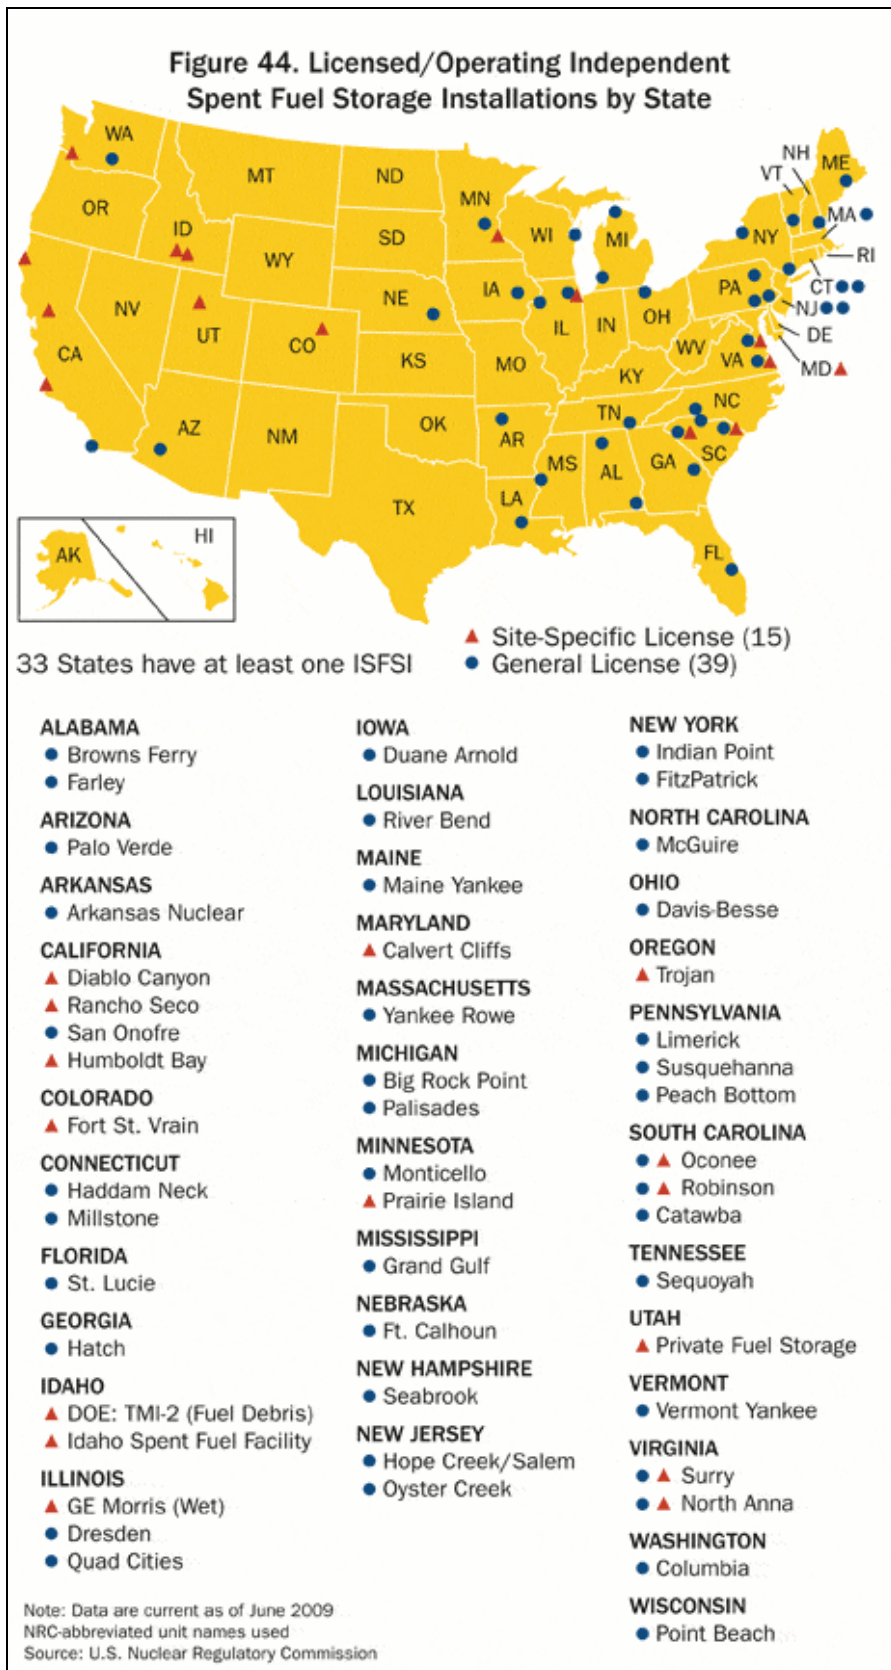 Figure 44. Licensed/Operating Independent
Spent Fuel Storage Installations by State
WA
MT
ND
MN
VT
NH
ME
OR
ID
SD
WI
MI
NY
MA
WY
RI
CT
NV
UT
NE
IA
IL
IN
OH
PA
NJ
DE
CA
CO
KS
MO
WV
VA
MD
KY
AZ
NM
OK
AR
TN
NC
SC
TX
LA
MS
AL
GA
FL
AK
HI
33 States have at least one ISFSI
Site-Specific License (15)
General License (39)
ALABAMA
Browns Ferry
Farley
ARIZONA
Palo Verde
ARKANSAS
Arkansas Nuclear
CALIFORNIA
Diablo Canyon
Rancho Seco
San Onofre
Humboldt Bay
COLORADO
Fort St. Vrain
CONNECTICUT
Haddam Neck
Millstone
FLORIDA
St. Lucie
GEORGIA
Hatch
IDAHO
DOE: TMI-2 (Fuel Debris)
Idaho Spent Fuel Facility
ILLINOIS
GE Morris (Wet)
Dresden
Quad Cities
IOWA
Duane Arnold
LOUISIANA
River Bend
MAINE
Maine Yankee
MARYLAND
Calvert Cliffs
MASSACHUSETTS
Yankee Rowe
MICHIGAN
Big Rock Point
Palisades
MINNESOTA
Monticello
Prairie Island
MISSISSIPPI
Grand Gulf
NEBRASKA
Ft. Calhoun
NEW HAMPSHIRE
Seabrook
NEW JERSEY
Hope Creek/Salem
Oyster Creek
NEW YORK
Indian Point
FitzPatrick
NORTH CAROLINA
McGuire
OHIO
Davis-Besse
OREGON
Trojan
PENNSYLVANIA
Limerick
Susquehanna
Peach Bottom
SOUTH CAROLINA
Oconee
Robinson
Catawba
TENNESSEE
Sequoyah
UTAH
Private Fuel Storage
VERMONT
Vermont Yankee
VIRGINIA
Surry
North Anna
WASHINGTON
Columbia
WISCONSIN
Point Beach
Note: Data are current as of June 2009
NRC-abbreviated unit names used
Source: U.S. Nuclear Regulatory Commission